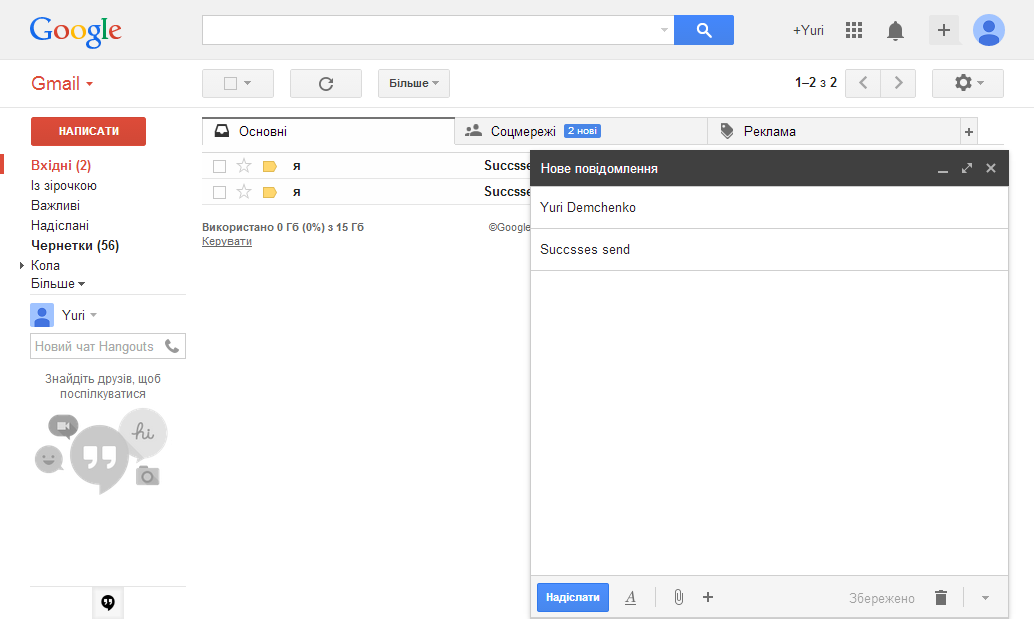 Google
+Yuri
Gmail
Більше
1–2 з 2
НАПИСАТИ
Основні
Соцмережі 2 нові
Реклама
Вхідні (2)
Із зірочкою
Важливі
Надіслані
Чернетки (56)
Кола
Більше
я Succsse
я Succsse
Використано 0 Гб (0%) з 15 Гб
Керувати
©Google
Yuri
Новий чат Hangouts
Знайдіть друзів, щоб
поспілкуватися
hi
Нове повідомлення
Yuri Demchenko
Succsses send
Надіслати
A
Збережено